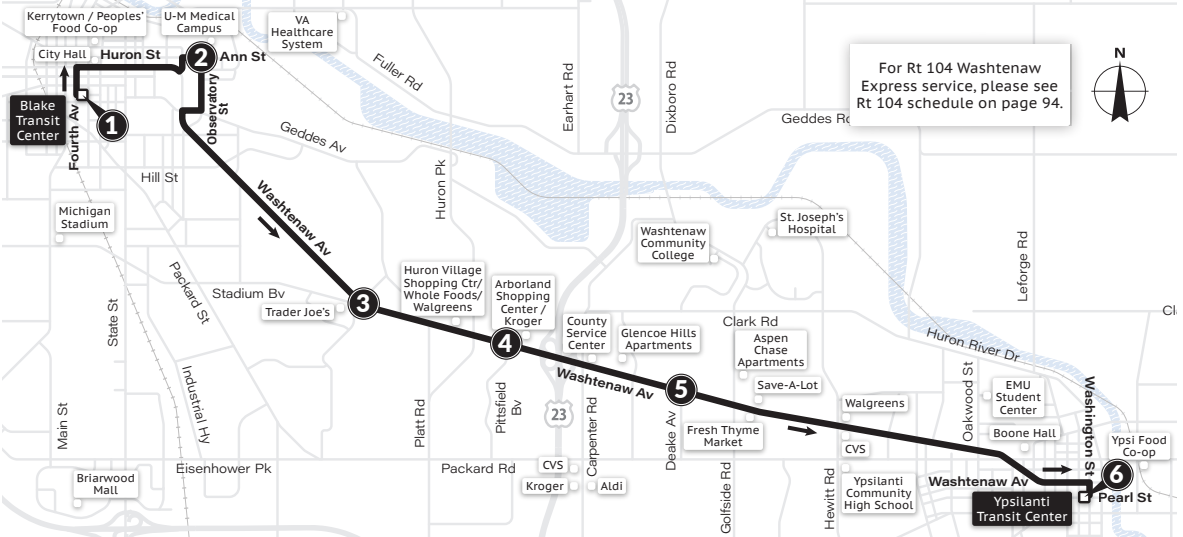 Kerrytown / Peoples'
Food Co-op
U-M Medical
Campus
VA
Healthcare
System
City Hall
Huron St
2
Ann St
Fuller Rd
Earhart Rd
23
Dixboro Rd
For Rt 104 Washtenaw
Express service, please see
Rt 104 schedule on page 94.
N
Blake
Transit
Center
Fourth Av
1
Observatory
St
Geddes Av
Geddes Rd
Hill St
Huron Pk
Washtenaw Av
Michigan
Stadium
Washtenaw
Community
College
St. Joseph's
Hospital
Leforge Rd
Packard St
State St
Stadium Bv
Trader Joe's
3
Huron Village
Shopping Ctr/
Whole Foods/
Walgreens
Arborland
Shopping
Center /
Kroger
4
County
Service
Center
Glencoe Hills
Apartments
Clark Rd
Aspen
Chase
Apartments
Cl
Huron River Dr
Washtenaw Av
5
Save-A-Lot
Industrial Hy
Main St
Platt Rd
Pittsfield
Bv
23
Carpenter Rd
Deake Av
Fresh Thyme
Market
Walgreens
CVS
Oakwood St
EMU
Student
Center
Boone Hall
Washington St
Ypsi Food
Co-op
Eisenhower Pk
Packard Rd
CVS
Kroger
Aldi
Briarwood
Mall
Golfside Rd
Hewitt Rd
Ypsilanti
Community
High School
Washtenaw Av
6
Pearl St
Ypsilanti
Transit Center